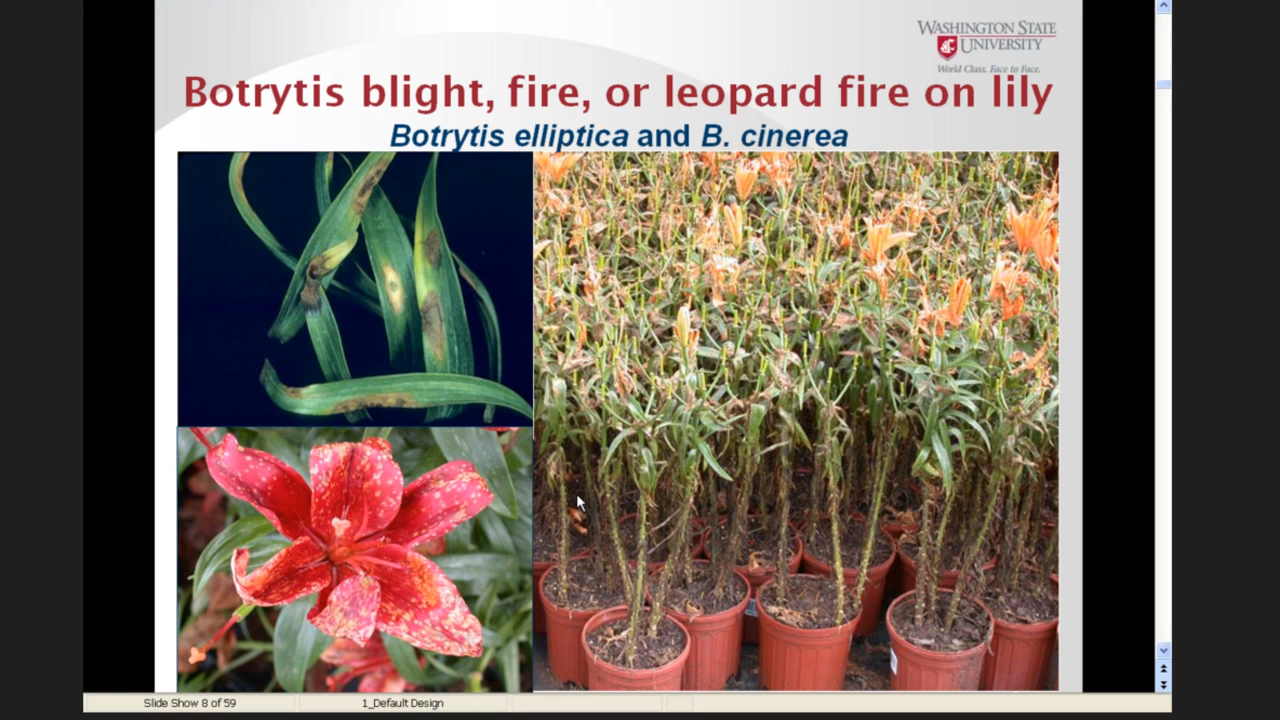 WASHINGTON STATE
UNIVERSITY
World Class. Face to Face.
Botrytis blight, fire, or leopard fire on lily
Botrytis elliptica and B. cinerea
Slide Show 8 of 59
1_Default Design